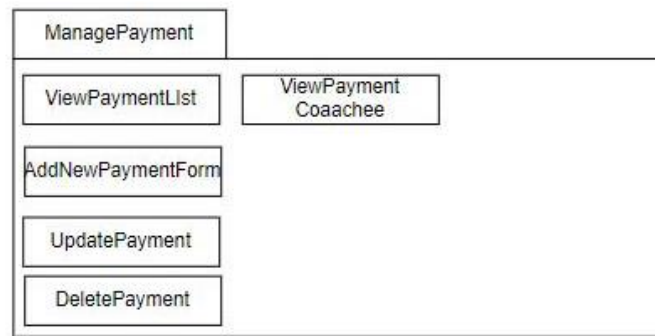 ManagePayment
ViewPaymentLIst
ViewPayment
Coaachee
AddNewPaymentForm
UpdatePayment
DeletePayment